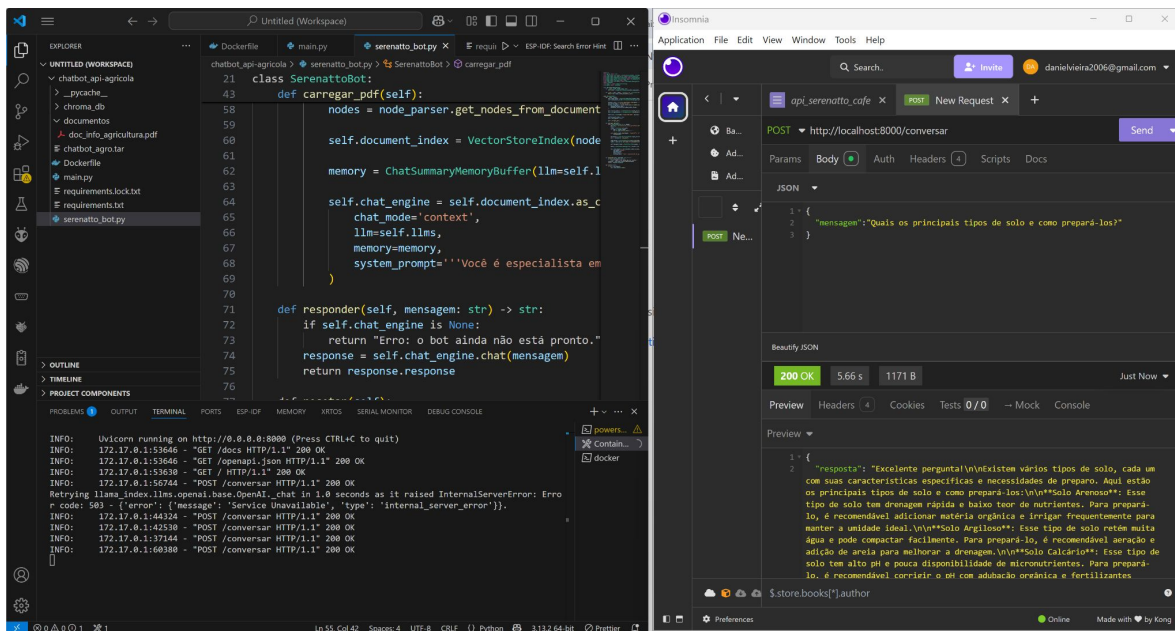 Untitled (Workspace)
EXPLORER
UNTITLED (WORKSPACE)
chatbot_api-agricola
__pycache__
chroma_db
documentos
doc_info_agricultura.pdf
chatbot_agro.tar
Dockerfile
main.py
requirements.lock.txt
requirements.txt
serenatto_bot.py
OUTLINE
TIMELINE
PROJECT COMPONENTS
Dockerfile
main.py
serenatto_bot.py
requi
ESP-IDF: Search Error Hint
chatbot_api-agricola > serenatto_bot.py > SerenattoBot > carregar_pdf
21 class SerenattoBot:
43 def carregar_pdf(self):
58 nodes = node_parser.get_nodes_from_document
59
60 self.document_index = VectorStoreIndex(node
61
62 memory = ChatSummaryMemoryBuffer(llm=self.l
63
64 self.chat_engine = self.document_index.as_c
65 chat_mode='context',
66 llm=self.llms,
67 memory=memory,
68 system_prompt='''Você é especialista em
69 )
70
71 def responder(self, mensagem: str) -> str:
72 if self.chat_engine is None:
73 return "Erro: o bot ainda não está pronto."
74 response = self.chat_engine.chat(mensagem)
75 return response.response
76
PROBLEMS 1 OUTPUT TERMINAL PORTS ESP-IDF MEMORY XRTOS SERIAL MONITOR DEBUG CONSOLE
INFO: Uvicorn running on http://0.0.0.0:8000 (Press CTRL+C to quit)
INFO: 172.17.0.1:53646 - "GET /docs HTTP/1.1" 200 OK
INFO: 172.17.0.1:53646 - "GET /openapi.json HTTP/1.1" 200 OK
INFO: 172.17.0.1:53630 - "GET / HTTP/1.1" 200 OK
INFO: 172.17.0.1:56744 - "POST /conversar HTTP/1.1" 200 OK
Retrying llama_index.llms.openai.base.OpenAI._chat in 1.0 seconds as it raised InternalServerError: Erro
r code: 503 - {'error': {'message': 'Service Unavailable', 'type': 'internal_server_error'}}.
INFO: 172.17.0.1:44324 - "POST /conversar HTTP/1.1" 200 OK
INFO: 172.17.0.1:42530 - "POST /conversar HTTP/1.1" 200 OK
INFO: 172.17.0.1:37144 - "POST /conversar HTTP/1.1" 200 OK
INFO: 172.17.0.1:60380 - "POST /conversar HTTP/1.1" 200 OK
powers...
Contain...
docker
0 0 0 1 1 Ln 55, Col 42 Spaces: 4 UTF-8 CRLF {} Python 3.13.2 64-bit Prettier
Insomnia
Application File Edit View Window Tools Help
Search..
Invite
danielvieira2006@gmail.com
api_serenatto_cafe
POST New Request
Ba...
Ad...
Ad...
POST Ne...
POST http://localhost:8000/conversar
Send
Params Body Auth Headers 4 Scripts Docs
JSON
1 {
2 "mensagem":"Quais os principais tipos de solo e como prepará-los?"
3 }
Beautify JSON
200 OK 5.66 s 1171 B Just Now
Preview Headers 4 Cookies Tests 0 / 0 → Mock Console
Preview
1 {
2 "resposta": "Excelente pergunta!\n\nExistem vários tipos de solo, cada um
com suas características específicas e necessidades de preparo. Aqui estão
os principais tipos de solo e como prepará-los:\n\n**Solo Arenoso**: Esse
tipo de solo tem drenagem rápida e baixo teor de nutrientes. Para prepará-
lo, é recomendável adicionar matéria orgânica e irrigar frequentemente para
manter a umidade ideal.\n\n**Solo Argiloso**: Esse tipo de solo retém muita
água e pode compactar facilmente. Para prepará-lo, é recomendável aeração e
adição de areia para melhorar a drenagem.\n\n**Solo Calcário**: Esse tipo de
solo tem alto pH e pouca disponibilidade de micronutrientes. Para prepará-
lo, é recomendável corrigir o pH com adubação orgânica e fertilizantes
$.store.books[*].author
Preferences
Online
Made with ♥ by Kong